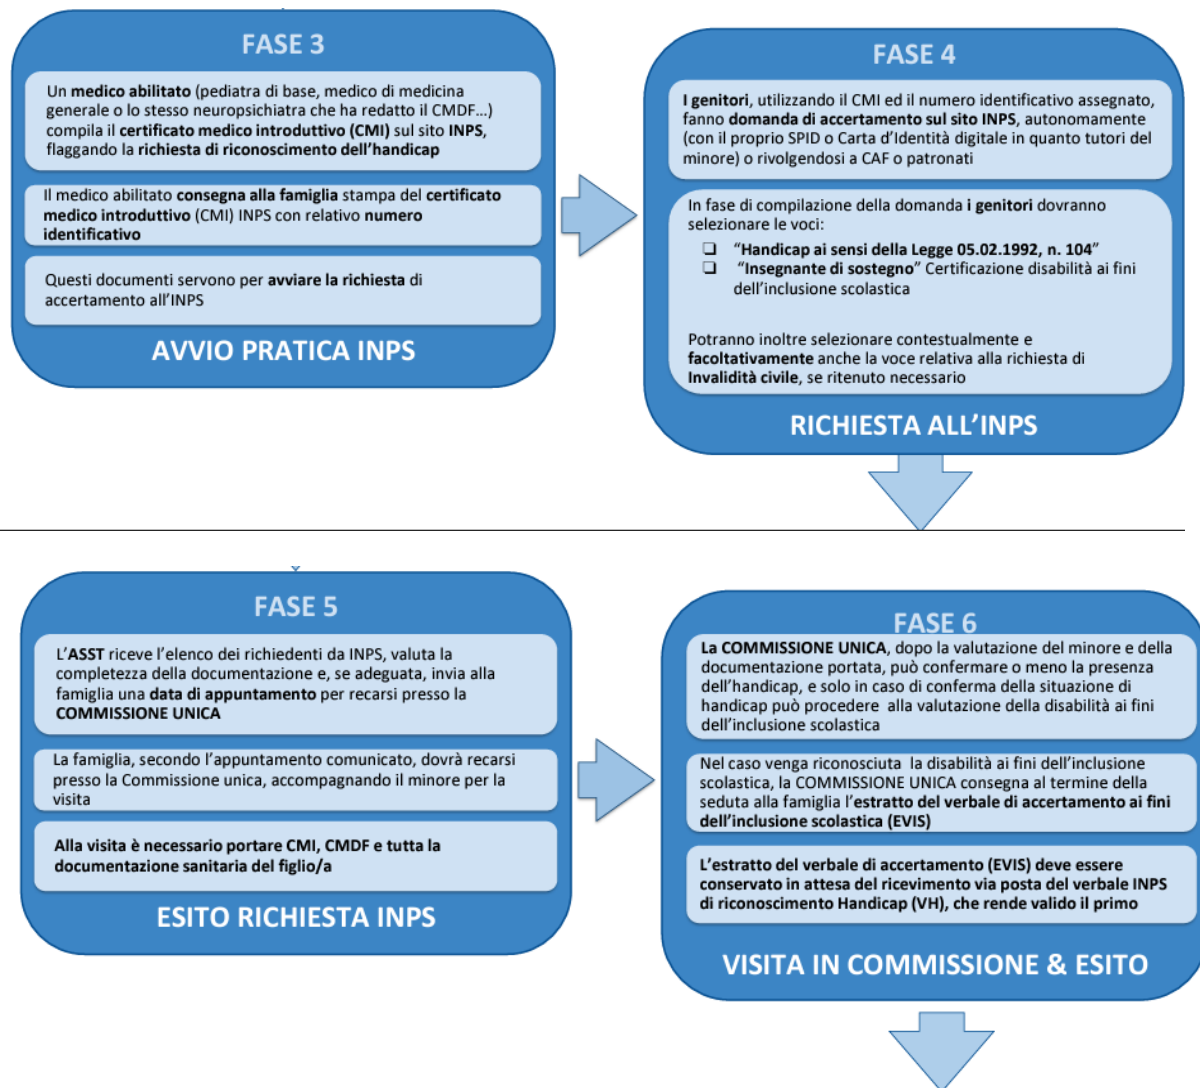 FASE 3
Un medico abilitato (pediatra di base, medico di medicina
generale o lo stesso neuropsichiatra che ha redatto il CMDF…)
compila il certificato medico introduttivo (CMI) sul sito INPS,
flaggando la richiesta di riconoscimento dell'handicap
Il medico abilitato consegna alla famiglia stampa del certificato
medico introduttivo (CMI) INPS con relativo numero
identificativo
Questi documenti servono per avviare la richiesta di
accertamento all'INPS
AVVIO PRATICA INPS
FASE 4
I genitori, utilizzando il CMI ed il numero identificativo assegnato,
fanno domanda di accertamento sul sito INPS, autonomamente
(con il proprio SPID o Carta d'Identità digitale in quanto tutori del
minore) o rivolgendosi a CAF o patronati
In fase di compilazione della domanda i genitori dovranno
selezionare le voci:
❑ "Handicap ai sensi della Legge 05.02.1992, n. 104"
❑ "Insegnante di sostegno" Certificazione disabilità ai fini
dell'inclusione scolastica
Potranno inoltre selezionare contestualmente e
facoltativamente anche la voce relativa alla richiesta di
Invalidità civile, se ritenuto necessario
RICHIESTA ALL'INPS
FASE 5
L'ASST riceve l'elenco dei richiedenti da INPS, valuta la
completezza della documentazione e, se adeguata, invia alla
famiglia una data di appuntamento per recarsi presso la
COMMISSIONE UNICA
La famiglia, secondo l'appuntamento comunicato, dovrà recarsi
presso la Commissione unica, accompagnando il minore per la
visita
Alla visita è necessario portare CMI, CMDF e tutta la
documentazione sanitaria del figlio/a
ESITO RICHIESTA INPS
FASE 6
La COMMISSIONE UNICA, dopo la valutazione del minore e della
documentazione portata, può confermare o meno la presenza
dell'handicap, e solo in caso di conferma della situazione di
handicap può procedere alla valutazione della disabilità ai fini
dell'inclusione scolastica
Nel caso venga riconosciuta la disabilità ai fini dell'inclusione
scolastica, la COMMISSIONE UNICA consegna al termine della
seduta alla famiglia l'estratto del verbale di accertamento ai fini
dell'inclusione scolastica (EVIS)
L'estratto del verbale di accertamento (EVIS) deve essere
conservato in attesa del ricevimento via posta del verbale INPS
di riconoscimento Handicap (VH), che rende valido il primo
VISITA IN COMMISSIONE & ESITO